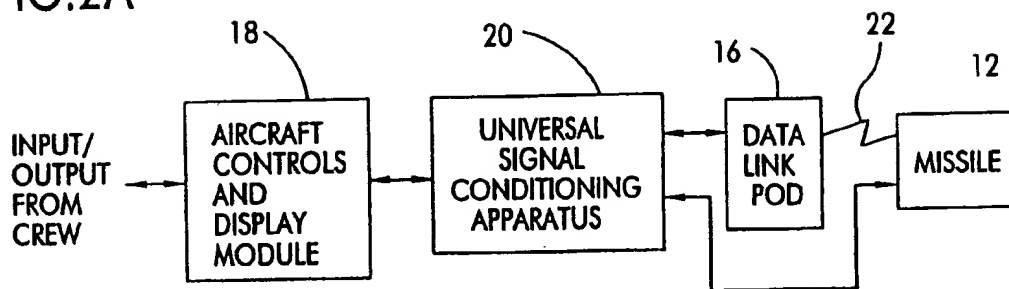 18
20
16
22
12
INPUT/
OUTPUT
FROM
CREW
AIRCRAFT
CONTROLS
AND
DISPLAY
MODULE
UNIVERSAL
SIGNAL
CONDITIONING
APPARATUS
DATA
LINK
POD
MISSILE